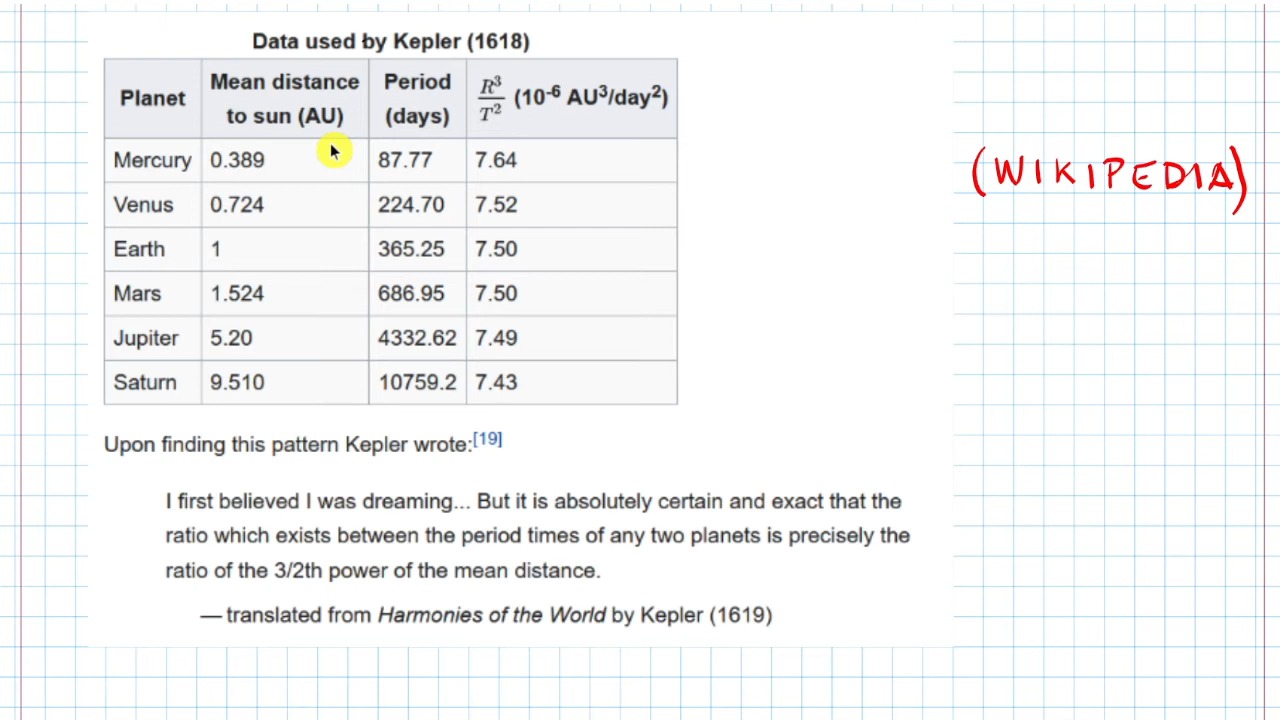 Data used by Kepler (1618)
Planet Mean distance to sun (AU) Period (days) R³/T² (10⁻⁶ AU³/day²)
Mercury 0.389 87.77 7.64
Venus 0.724 224.70 7.52
Earth 1 365.25 7.50
Mars 1.524 686.95 7.50
Jupiter 5.20 4332.62 7.49
Saturn 9.510 10759.2 7.43
(WIKIPEDIA)
Upon finding this pattern Kepler wrote:[19]
I first believed I was dreaming... But it is absolutely certain and exact that the
ratio which exists between the period times of any two planets is precisely the
ratio of the 3/2th power of the mean distance.
— translated from Harmonies of the World by Kepler (1619)